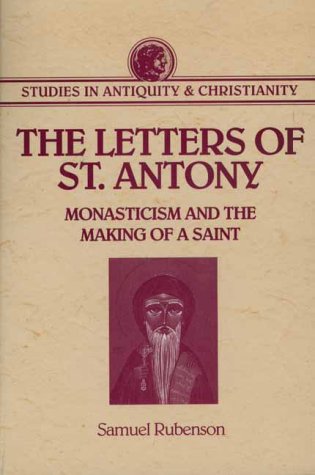 STUDIES IN ANTIQUITY & CHRISTIANITY
THE LETTERS OF
ST. ANTONY
MONASTICISM AND THE
MAKING OF A SAINT
Samuel Rubenson